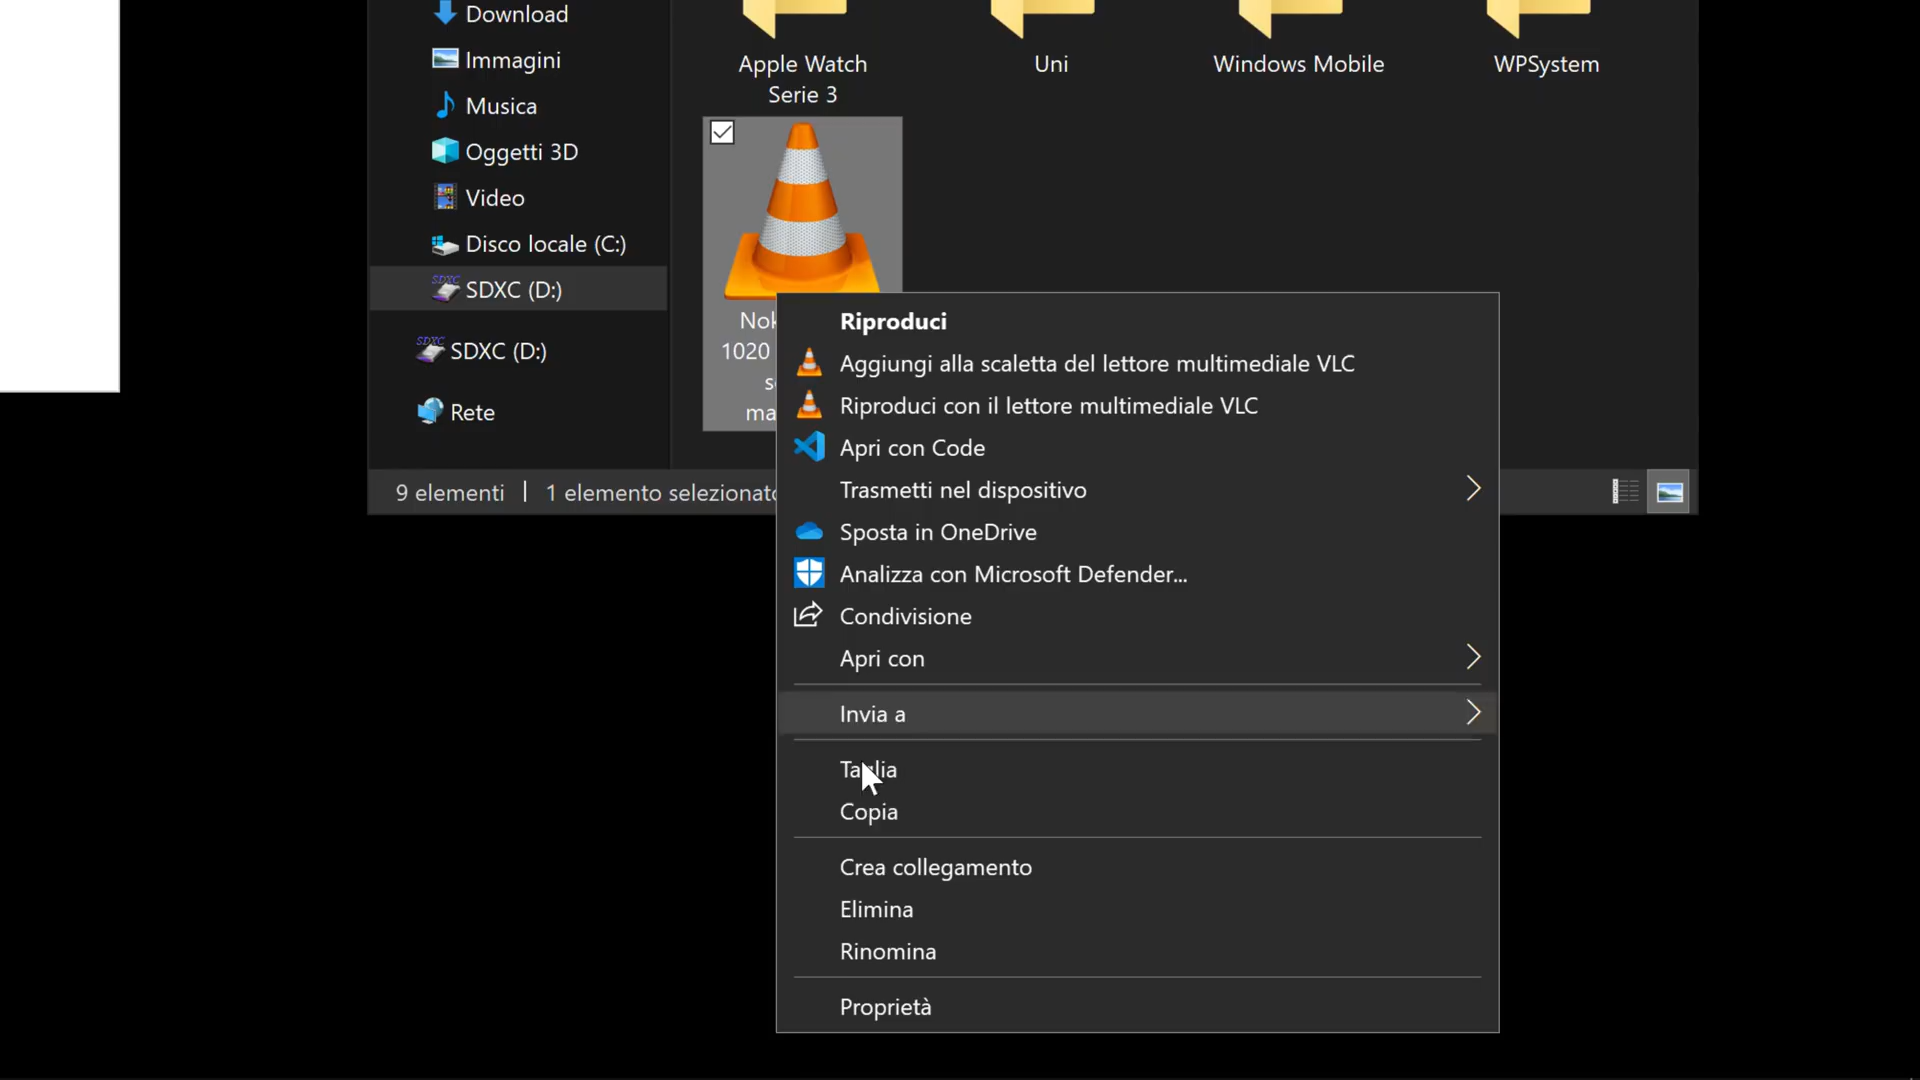 Download
Immagini
Musica
Oggetti 3D
Video
Disco locale (C:)
SDXC (D:)
SDXC (D:)
Rete
Apple Watch
Serie 3
Uni
Windows Mobile
WPSystem
1020
9 elementi
1 elemento selezionato
Riproduci
Aggiungi alla scaletta del lettore multimediale VLC
Riproduci con il lettore multimediale VLC
Apri con Code
Trasmetti nel dispositivo
Sposta in OneDrive
Analizza con Microsoft Defender...
Condivisione
Apri con
Invia a
Taglia
Copia
Crea collegamento
Elimina
Rinomina
Proprietà